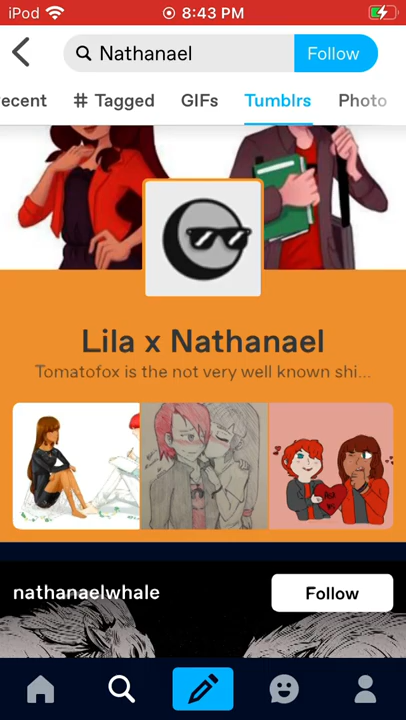 iPod 8:43 PM
Nathanael Follow
ecent # Tagged GIFs Tumblrs Photo
Lila x Nathanael
Tomatofox is the not very well known shi...
nathanaelwhale Follow